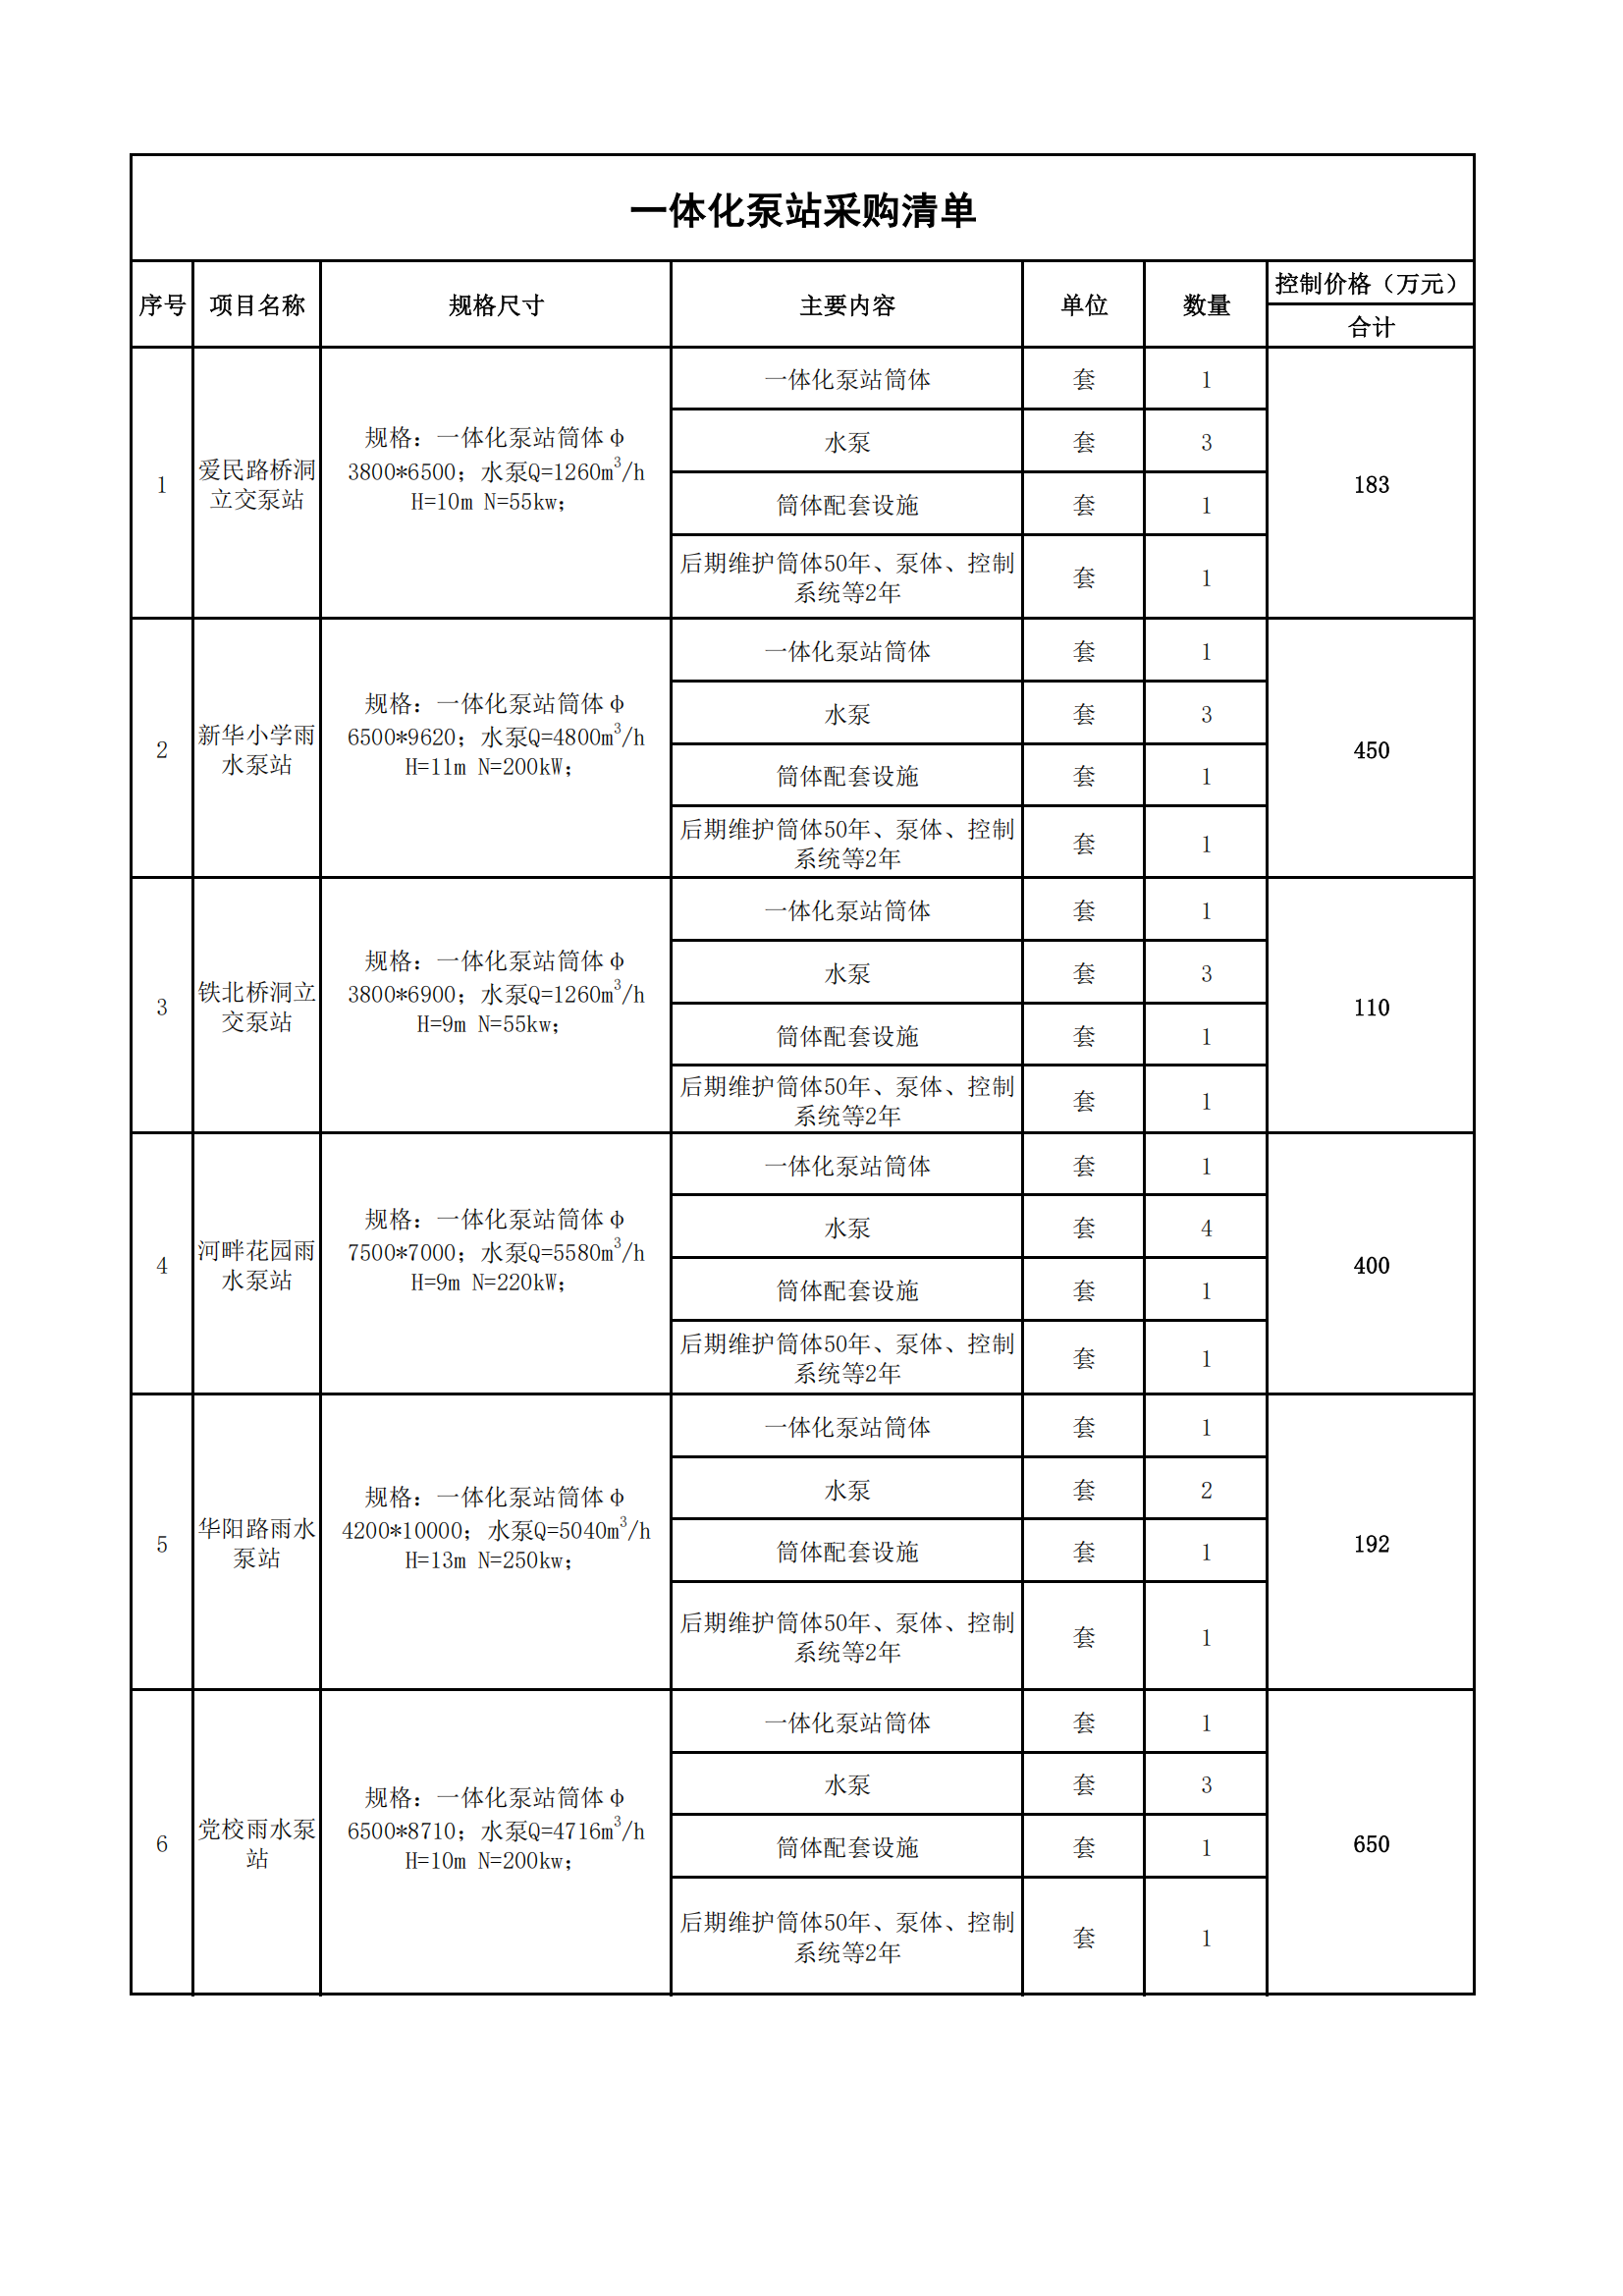 一体化泵站采购清单
序号 项目名称 规格尺寸 主要内容 单位 数量 控制价格（万元）
合计
1 爱民路桥洞
立交泵站
规格：一体化泵站筒体φ
3800*6500；水泵Q=1260m³/h
H=10m N=55kw；
一体化泵站筒体 套 1
水泵 套 3
筒体配套设施 套 1
后期维护筒体50年、泵体、控制
系统等2年 套 1
183
2 新华小学雨
水泵站
规格：一体化泵站筒体φ
6500*9620；水泵Q=4800m³/h
H=11m N=200kW；
一体化泵站筒体 套 1
水泵 套 3
筒体配套设施 套 1
后期维护筒体50年、泵体、控制
系统等2年 套 1
450
3 铁北桥洞立
交泵站
规格：一体化泵站筒体φ
3800*6900；水泵Q=1260m³/h
H=9m N=55kw；
一体化泵站筒体 套 1
水泵 套 3
筒体配套设施 套 1
后期维护筒体50年、泵体、控制
系统等2年 套 1
110
4 河畔花园雨
水泵站
规格：一体化泵站筒体φ
7500*7000；水泵Q=5580m³/h
H=9m N=220kW；
一体化泵站筒体 套 1
水泵 套 4
筒体配套设施 套 1
后期维护筒体50年、泵体、控制
系统等2年 套 1
400
5 华阳路雨水
泵站
规格：一体化泵站筒体φ
4200*10000；水泵Q=5040m³/h
H=13m N=250kw；
一体化泵站筒体 套 1
水泵 套 2
筒体配套设施 套 1
后期维护筒体50年、泵体、控制
系统等2年 套 1
192
6 党校雨水泵
站
规格：一体化泵站筒体φ
6500*8710；水泵Q=4716m³/h
H=10m N=200kw；
一体化泵站筒体 套 1
水泵 套 3
筒体配套设施 套 1
后期维护筒体50年、泵体、控制
系统等2年 套 1
650